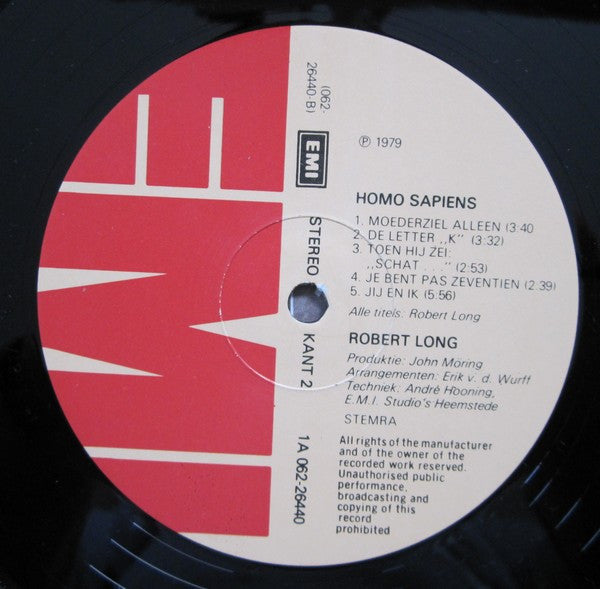 EMI
(062-
26440-B)
EMI
STEREO
KANT 2
1A 062-26440
℗ 1979
HOMO SAPIENS
1. MOEDERZIEL ALLEEN (3:40
2. DE LETTER ,,K" (3:32)
3. TOEN HIJ ZEI:
,,SCHAT . . ." (2:53)
4. JE BENT PAS ZEVENTIEN (2.39)
5. JIJ EN IK (5:56)
Alle titels: Robert Long
ROBERT LONG
Produktie: John Möring
Arrangementen: Erik v. d. Wurff
Techniek: André Hooning,
E.M.I. Studio's Heemstede
STEMRA
All rights of the manufacturer
and of the owner of the
recorded work reserved.
Unauthorised public
performance,
broadcasting and
copying of this
record
prohibited